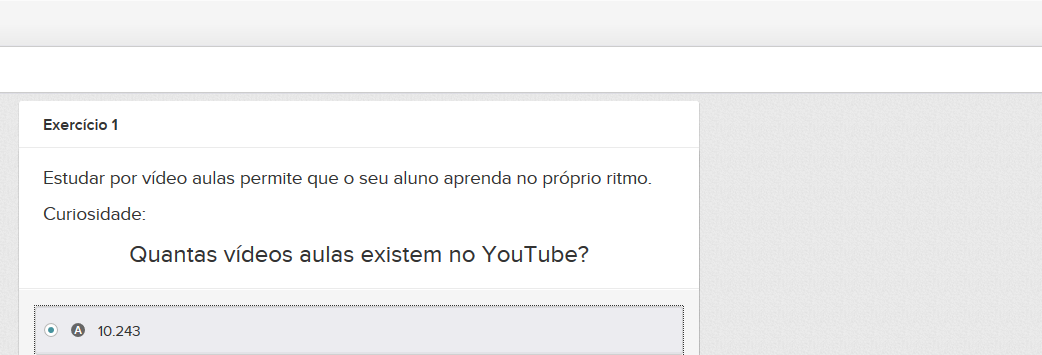 Exercício 1
Estudar por vídeo aulas permite que o seu aluno aprenda no próprio ritmo.
Curiosidade:
Quantas vídeos aulas existem no YouTube?
A 10.243